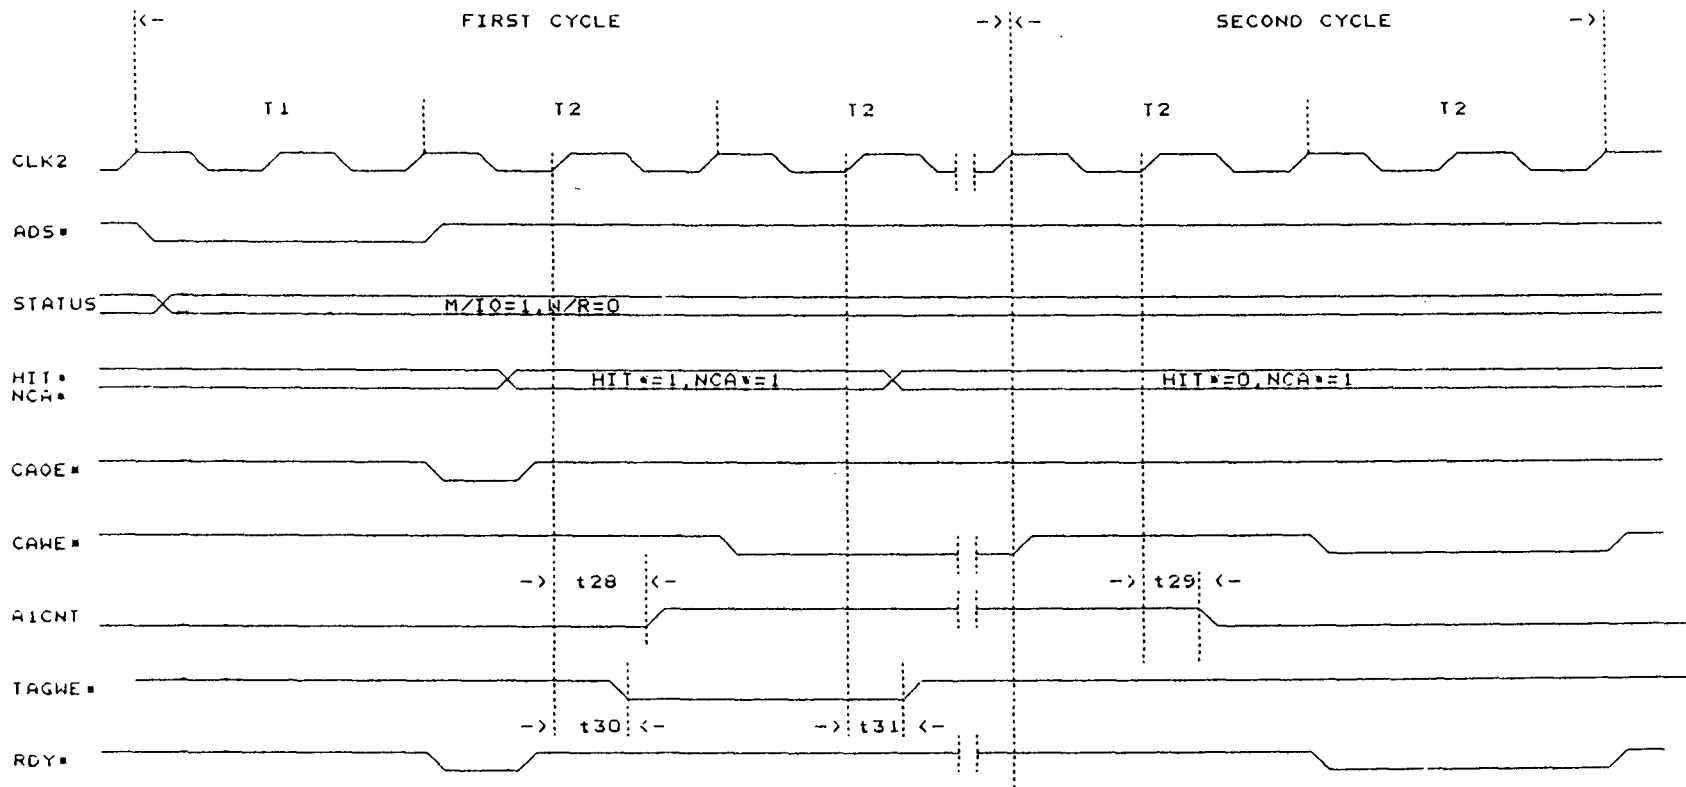 FIRST CYCLE SECOND CYCLE
T1 T2 T2 T2 T2
CLK2
ADS*
STATUS M/IO=1,W/R=0
HIT*
NCA* HIT*=1,NCA*=1 HIT*=0,NCA*=1
CAOE*
CAWE*
t28 t29
A1CNT
TAGWE*
t30 t31
RDY*